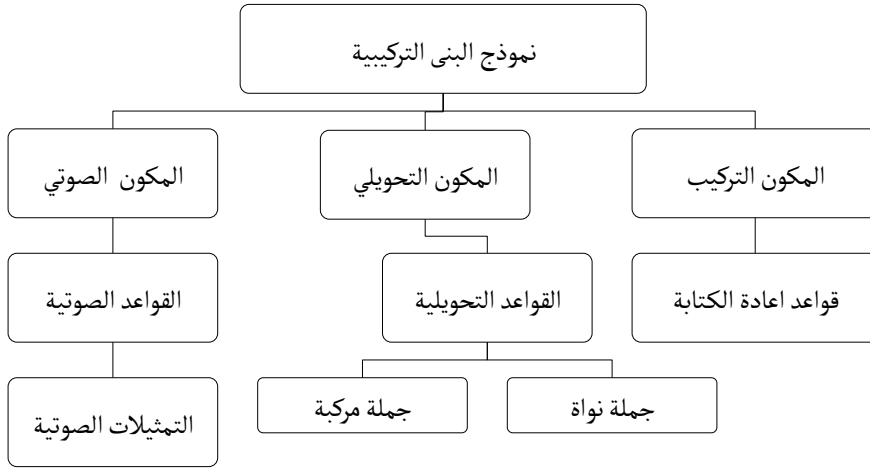 نموذج البنى التركيبية
المكون التركيب
المكون التحويلي
المكون الصوتي
قواعد اعادة الكتابة
القواعد التحويلية
القواعد الصوتية
جملة نواة
جملة مركبة
التمثيلات الصوتية